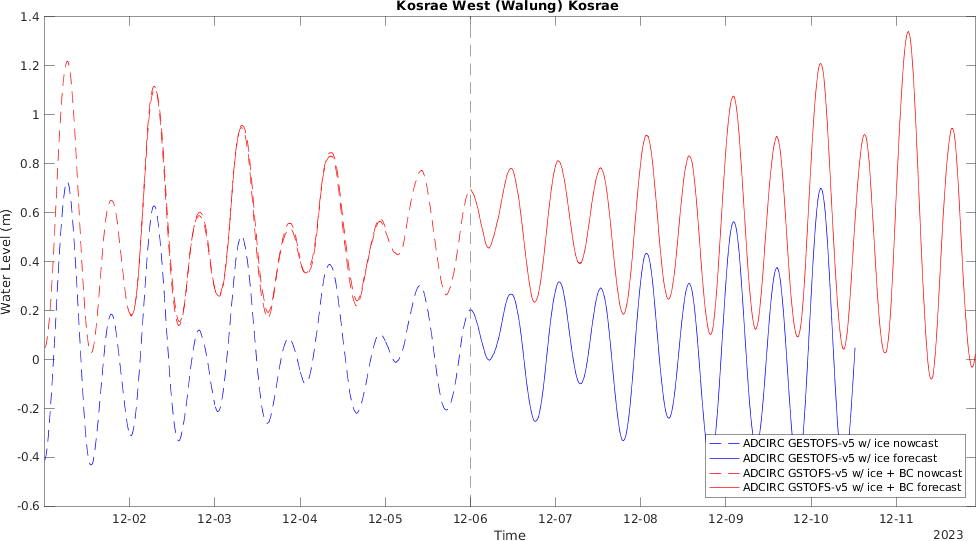 Kosrae West (Walung) Kosrae
1.4
1.2
1
0.8
0.6
0.4
0.2
0
-0.2
-0.4
-0.6
Water Level (m)
ADCIRC GESTOFS-v5 w/ ice nowcast
ADCIRC GESTOFS-v5 w/ ice forecast
ADCIRC GSTOFS-v5 w/ ice + BC nowcast
ADCIRC GSTOFS-v5 w/ ice + BC forecast
12-02 12-03 12-04 12-05 12-06 12-07 12-08 12-09 12-10 12-11
Time
2023